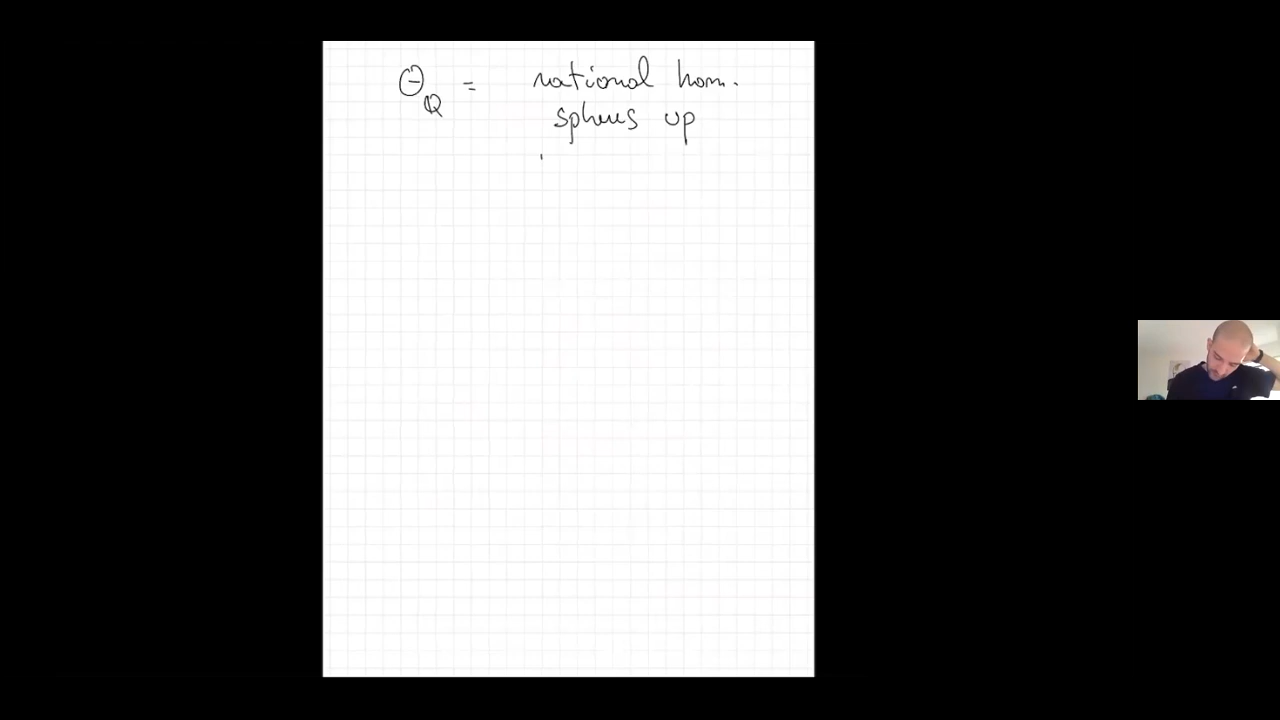 Θ_ℚ = rational hom.
spheres up